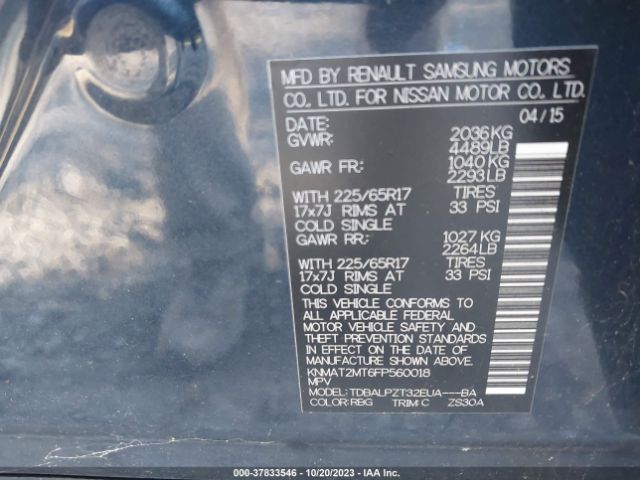 MFD BY RENAULT SAMSUNG MOTORS
CO., LTD. FOR NISSAN MOTOR CO., LTD.
DATE: 04/15
GVWR: 2036KG
4489LB
GAWR FR: 1040KG
2293LB
WITH 225/65R17 TIRES
17x7J RIMS AT 33 PSI
COLD SINGLE
GAWR RR: 1027 KG
2264LB
WITH 225/65R17 TIRES
17x7J RIMS AT 33 PSI
COLD SINGLE
THIS VEHICLE CONFORMS TO
ALL APPLICABLE FEDERAL
MOTOR VEHICLE SAFETY AND
THEFT PREVENTION STANDARDS
IN EFFECT ON THE DATE OF
MANUFACTURE SHOWN ABOVE.
KNMAT2MT6FP560018
MPV
MODEL: TDBALPZT32EUA---BA
COLOR: RBG TRIM: C ZS30A
000-37833546 - 10/20/2023 - IAA Inc.